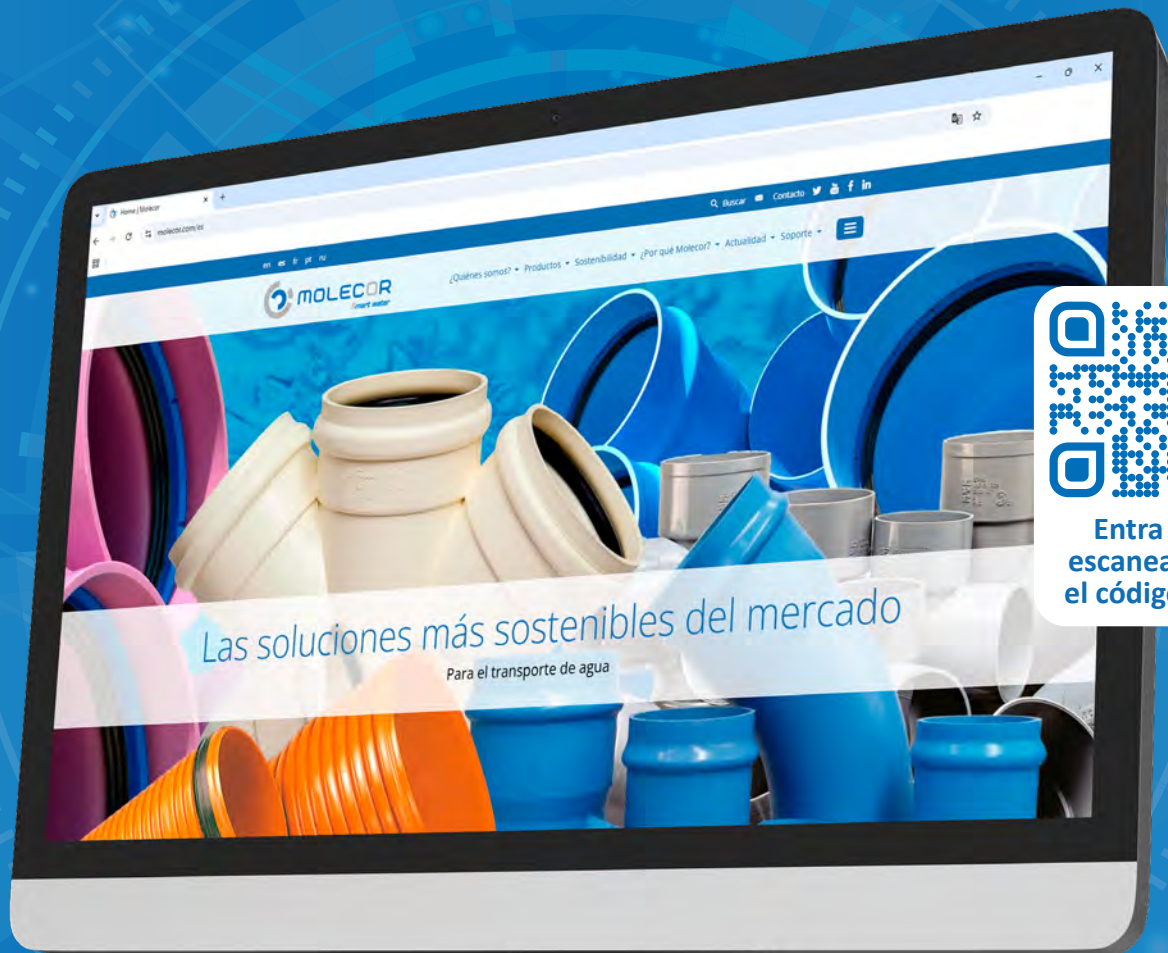 Home | Molecor
molecor.com/es
Buscar Contacto
en es fr pt ru
MOLECOR
Smart water
¿Quiénes somos? Productos Sostenibilidad ¿Por qué Molecor? Actualidad Soporte
Las soluciones más sostenibles del mercado
Para el transporte de agua
Entra
escanea
el código